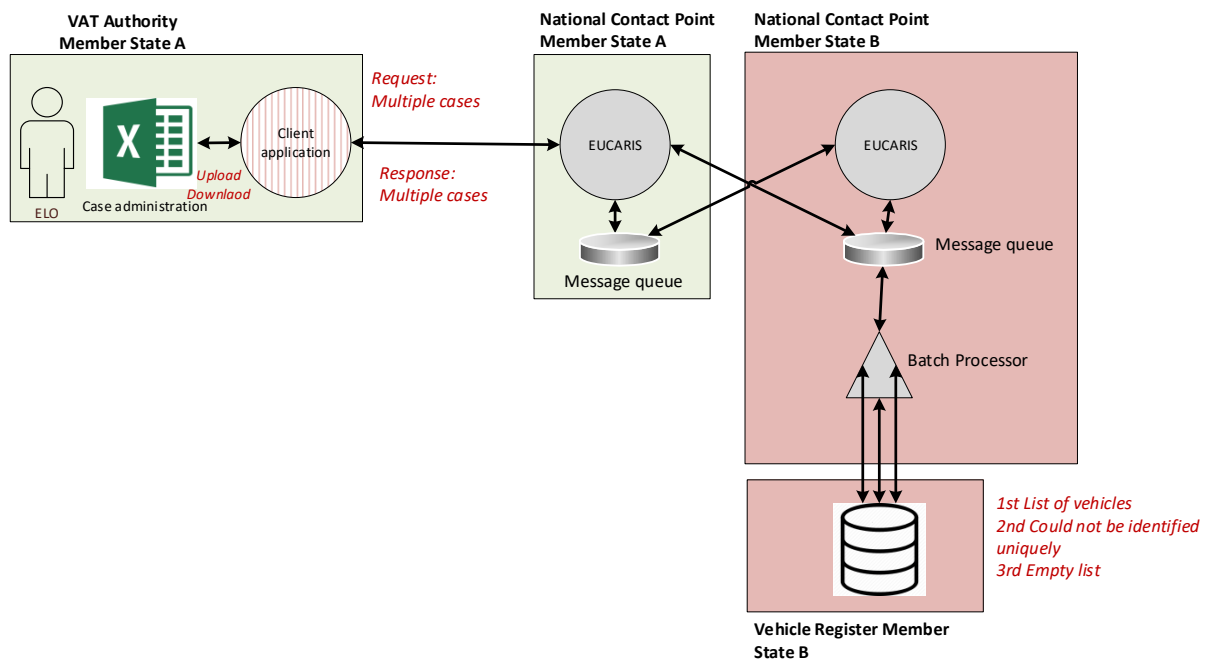 VAT Authority
Member State A
National Contact Point
Member State A
National Contact Point
Member State B
Request:
Multiple cases
X
Client
application
EUCARIS
EUCARIS
Upload
Downlaod
Response:
Multiple cases
Case administration
ELO
Message queue
Message queue
Batch Processor
1st List of vehicles
2nd Could not be identified
uniquely
3rd Empty list
Vehicle Register Member
State B